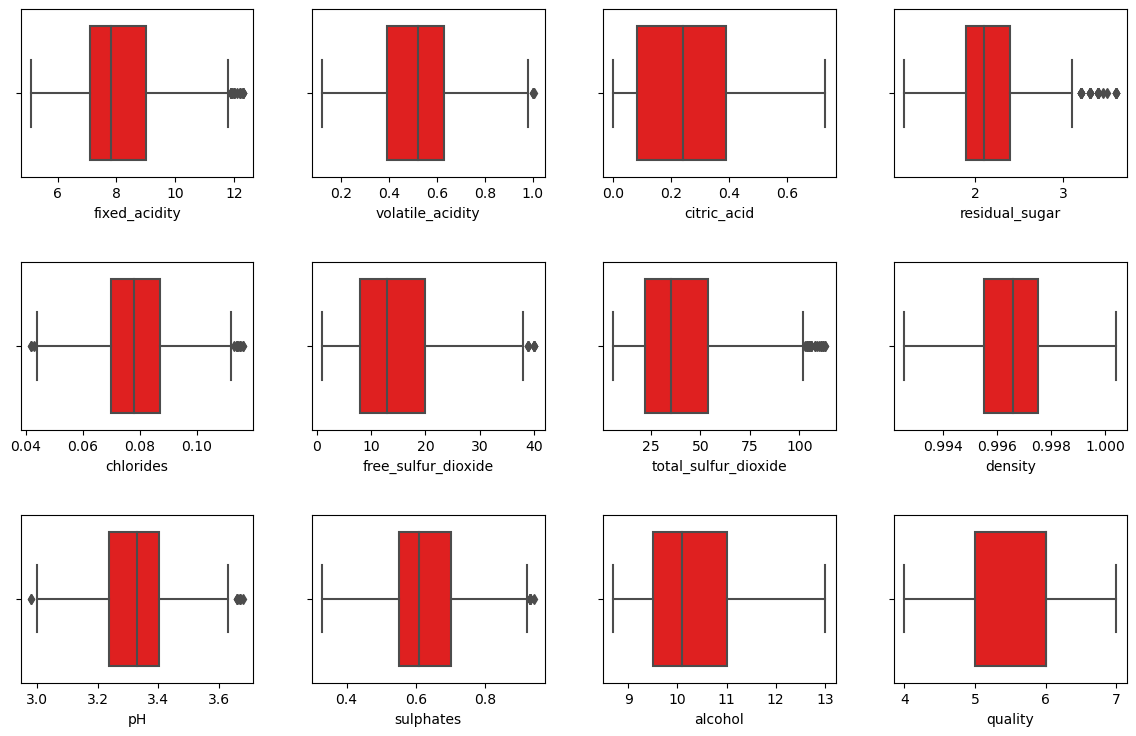 6 8 10 12
fixed_acidity
0.2 0.4 0.6 0.8 1.0
volatile_acidity
0.0 0.2 0.4 0.6
citric_acid
2 3
residual_sugar
0.04 0.06 0.08 0.10
chlorides
0 10 20 30 40
free_sulfur_dioxide
25 50 75 100
total_sulfur_dioxide
0.994 0.996 0.998 1.000
density
3.0 3.2 3.4 3.6
pH
0.4 0.6 0.8
sulphates
9 10 11 12 13
alcohol
4 5 6 7
quality